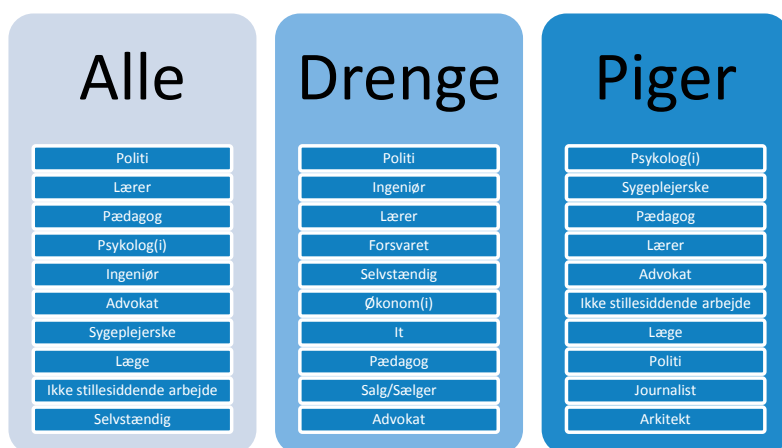 Alle
Politi
Lærer
Pædagog
Psykolog(i)
Ingeniør
Advokat
Sygeplejerske
Læge
Ikke stillesiddende arbejde
Selvstændig
Drenge
Politi
Ingeniør
Lærer
Forsvaret
Selvstændig
Økonom(i)
It
Pædagog
Salg/Sælger
Advokat
Piger
Psykolog(i)
Sygeplejerske
Pædagog
Lærer
Advokat
Ikke stillesiddende arbejde
Læge
Politi
Journalist
Arkitekt